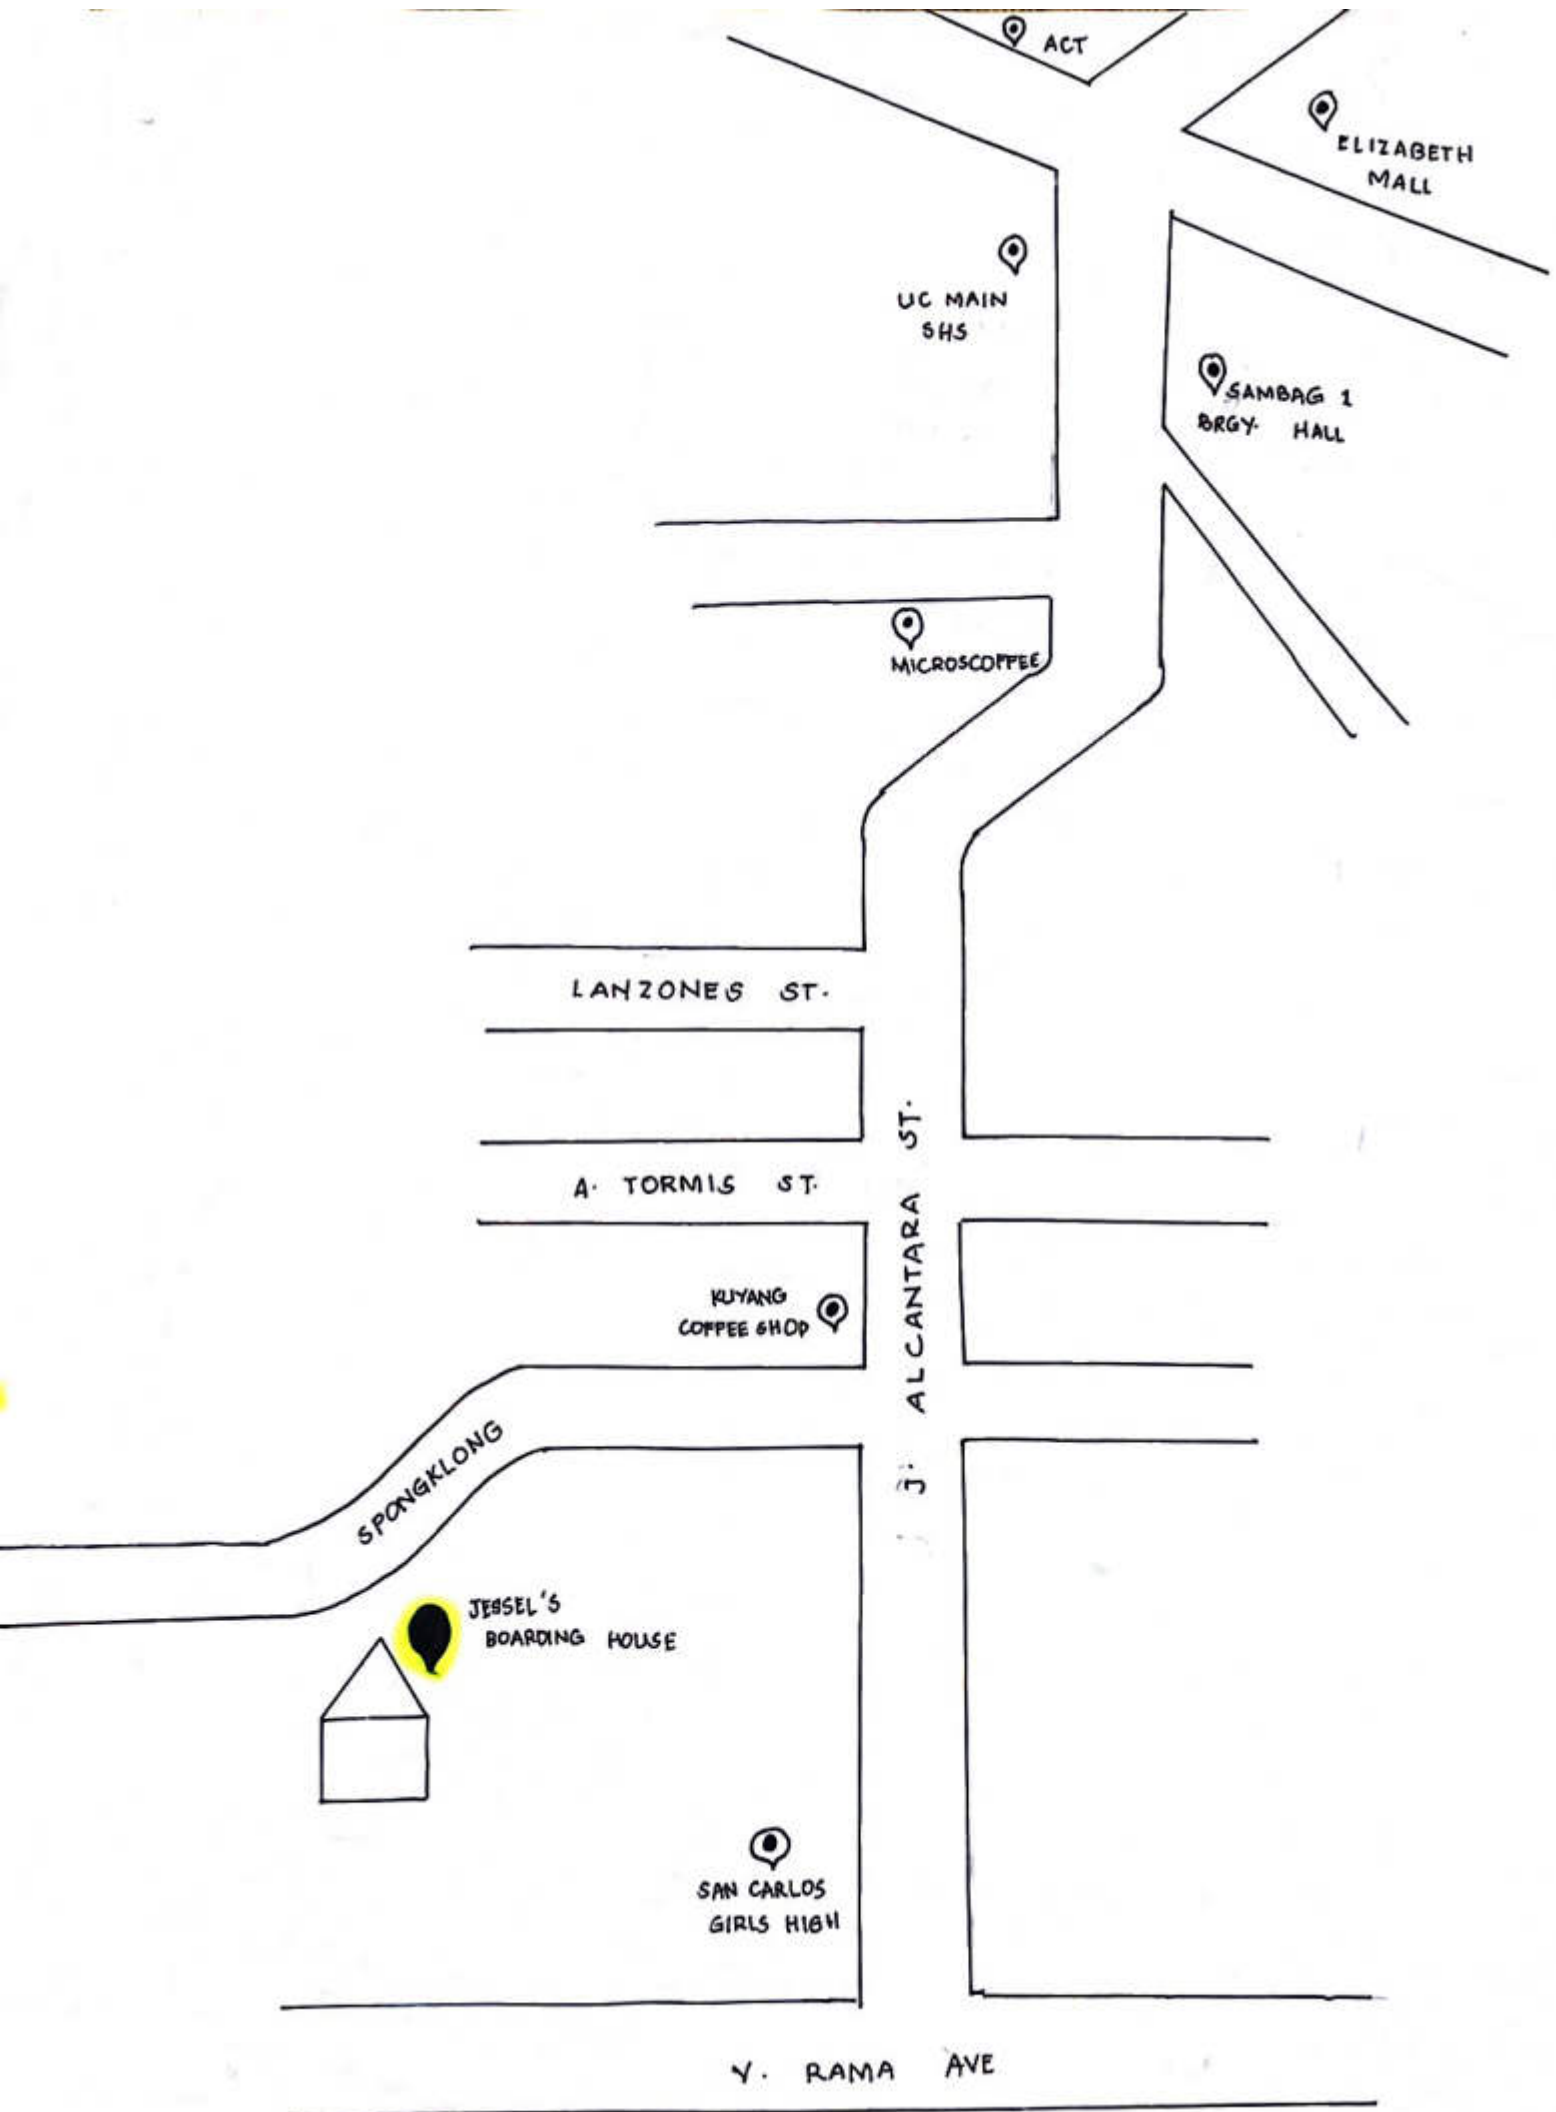 ACT
ELIZABETH
MALL
UC MAIN
SHS
SAMBAG 1
BRGY. HALL
MICROSCOFFEE
LANZONES ST.
J. ALCANTARA ST.
A. TORMIS ST.
KUYANG
COFFEE SHOP
SPONGKLONG
JESSEL'S
BOARDING HOUSE
SAN CARLOS
GIRLS HIGH
V. RAMA AVE